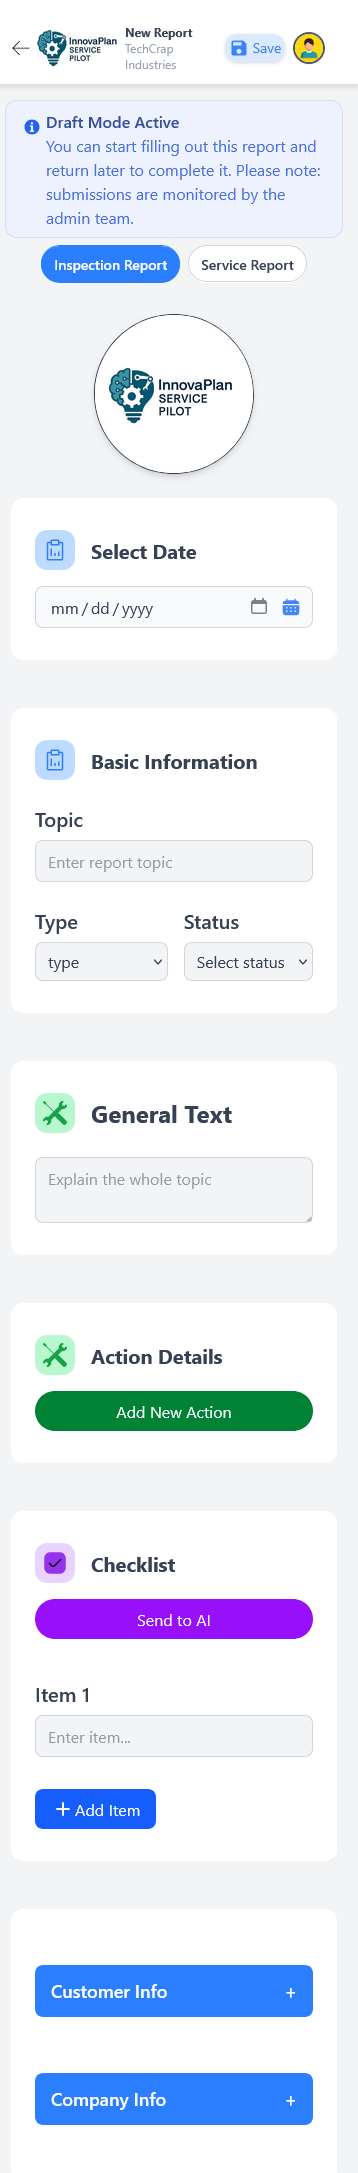 InnovaPlan
SERVICE
PILOT
New Report
TechCrap
Industries
Save
Draft Mode Active
You can start filling out this report and
return later to complete it. Please note:
submissions are monitored by the
admin team.
Inspection Report
Service Report
InnovaPlan
SERVICE
PILOT
Select Date
mm/dd/yyyy
Basic Information
Topic
Enter report topic
Type
Status
type
Select status
General Text
Explain the whole topic
Action Details
Add New Action
Checklist
Send to AI
Item 1
Enter item...
+ Add Item
Customer Info +
Company Info +